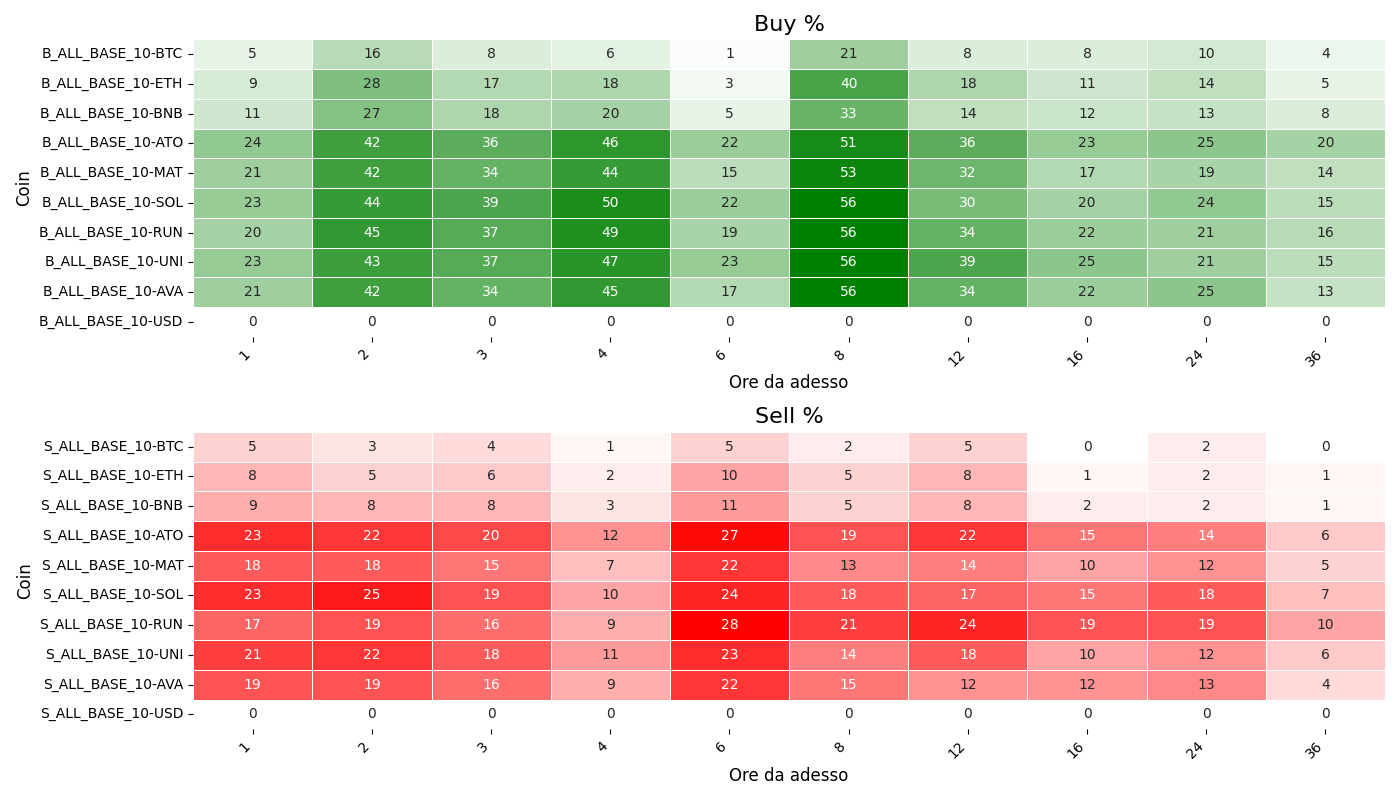 Buy %
Coin
B_ALL_BASE_10-BTC 5 16 8 6 1 21 8 8 10 4
B_ALL_BASE_10-ETH 9 28 17 18 3 40 18 11 14 5
B_ALL_BASE_10-BNB 11 27 18 20 5 33 14 12 13 8
B_ALL_BASE_10-ATO 24 42 36 46 22 51 36 23 25 20
B_ALL_BASE_10-MAT 21 42 34 44 15 53 32 17 19 14
B_ALL_BASE_10-SOL 23 44 39 50 22 56 30 20 24 15
B_ALL_BASE_10-RUN 20 45 37 49 19 56 34 22 21 16
B_ALL_BASE_10-UNI 23 43 37 47 23 56 39 25 21 15
B_ALL_BASE_10-AVA 21 42 34 45 17 56 34 22 25 13
B_ALL_BASE_10-USD 0 0 0 0 0 0 0 0 0 0
1 2 3 4 6 8 12 16 24 36
Ore da adesso
Sell %
Coin
S_ALL_BASE_10-BTC 5 3 4 1 5 2 5 0 2 0
S_ALL_BASE_10-ETH 8 5 6 2 10 5 8 1 2 1
S_ALL_BASE_10-BNB 9 8 8 3 11 5 8 2 2 1
S_ALL_BASE_10-ATO 23 22 20 12 27 19 22 15 14 6
S_ALL_BASE_10-MAT 18 18 15 7 22 13 14 10 12 5
S_ALL_BASE_10-SOL 23 25 19 10 24 18 17 15 18 7
S_ALL_BASE_10-RUN 17 19 16 9 28 21 24 19 19 10
S_ALL_BASE_10-UNI 21 22 18 11 23 14 18 10 12 6
S_ALL_BASE_10-AVA 19 19 16 9 22 15 12 12 13 4
S_ALL_BASE_10-USD 0 0 0 0 0 0 0 0 0 0
1 2 3 4 6 8 12 16 24 36
Ore da adesso